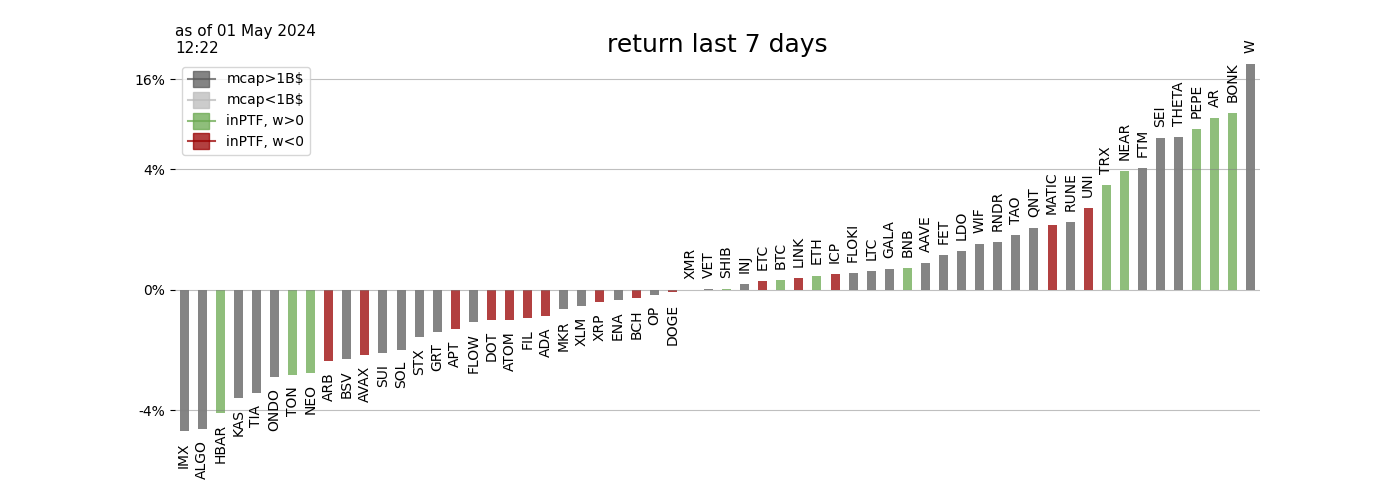 as of 01 May 2024
12:22
return last 7 days
mcap>1B$
mcap<1B$
inPTF, w>0
inPTF, w<0
16%
4%
0%
-4%
IMX
ALGO
HBAR
KAS
TIA
ONDO
TON
NEO
ARB
BSV
AVAX
SUI
SOL
STX
GRT
APT
FLOW
DOT
ATOM
FIL
ADA
MKR
XLM
XRP
ENA
BCH
OP
DOGE
XMR
VET
SHIB
INJ
ETC
BTC
LINK
ETH
ICP
FLOKI
LTC
GALA
BNB
AAVE
FET
LDO
WIF
RNDR
TAO
QNT
MATIC
RUNE
UNI
TRX
NEAR
FTM
SEI
THETA
PEPE
AR
BONK
W